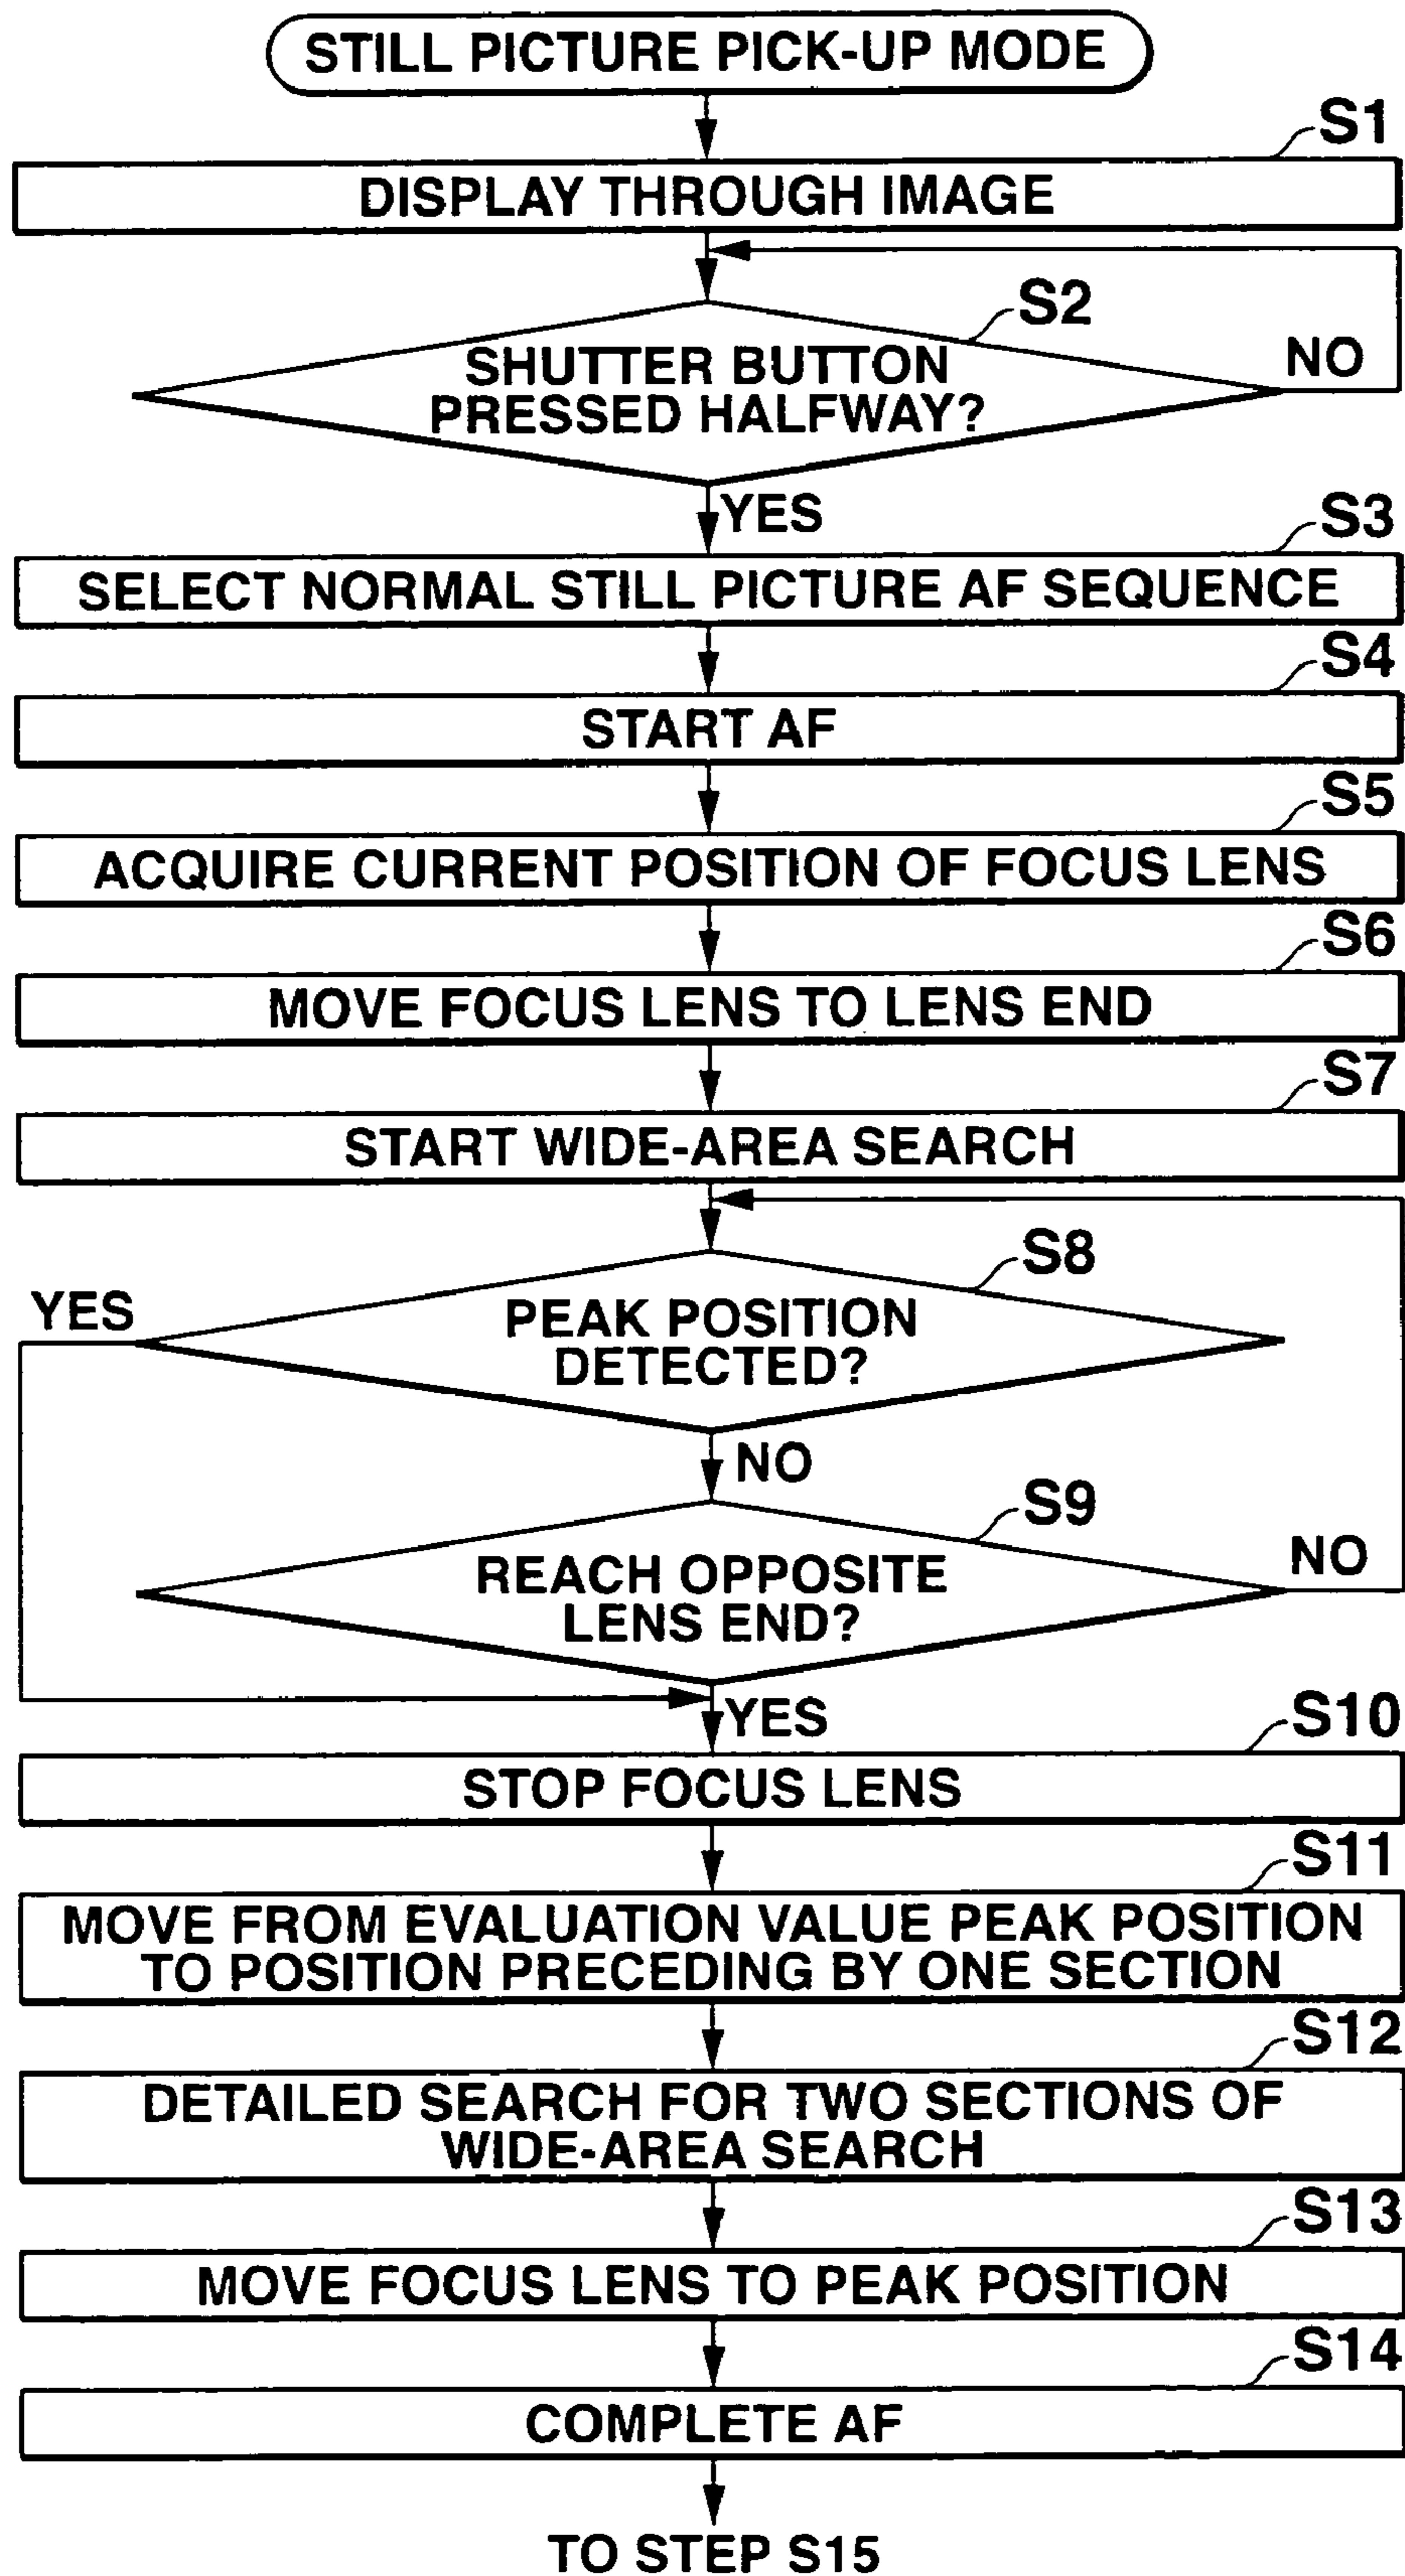 STILL PICTURE PICK-UP MODE
S1
DISPLAY THROUGH IMAGE
S2
SHUTTER BUTTON
PRESSED HALFWAY?
NO
YES
S3
SELECT NORMAL STILL PICTURE AF SEQUENCE
S4
START AF
S5
ACQUIRE CURRENT POSITION OF FOCUS LENS
S6
MOVE FOCUS LENS TO LENS END
S7
START WIDE-AREA SEARCH
S8
YES
PEAK POSITION
DETECTED?
NO
S9
REACH OPPOSITE
LENS END?
NO
YES
S10
STOP FOCUS LENS
S11
MOVE FROM EVALUATION VALUE PEAK POSITION
TO POSITION PRECEDING BY ONE SECTION
S12
DETAILED SEARCH FOR TWO SECTIONS OF
WIDE-AREA SEARCH
S13
MOVE FOCUS LENS TO PEAK POSITION
S14
COMPLETE AF
TO STEP S15